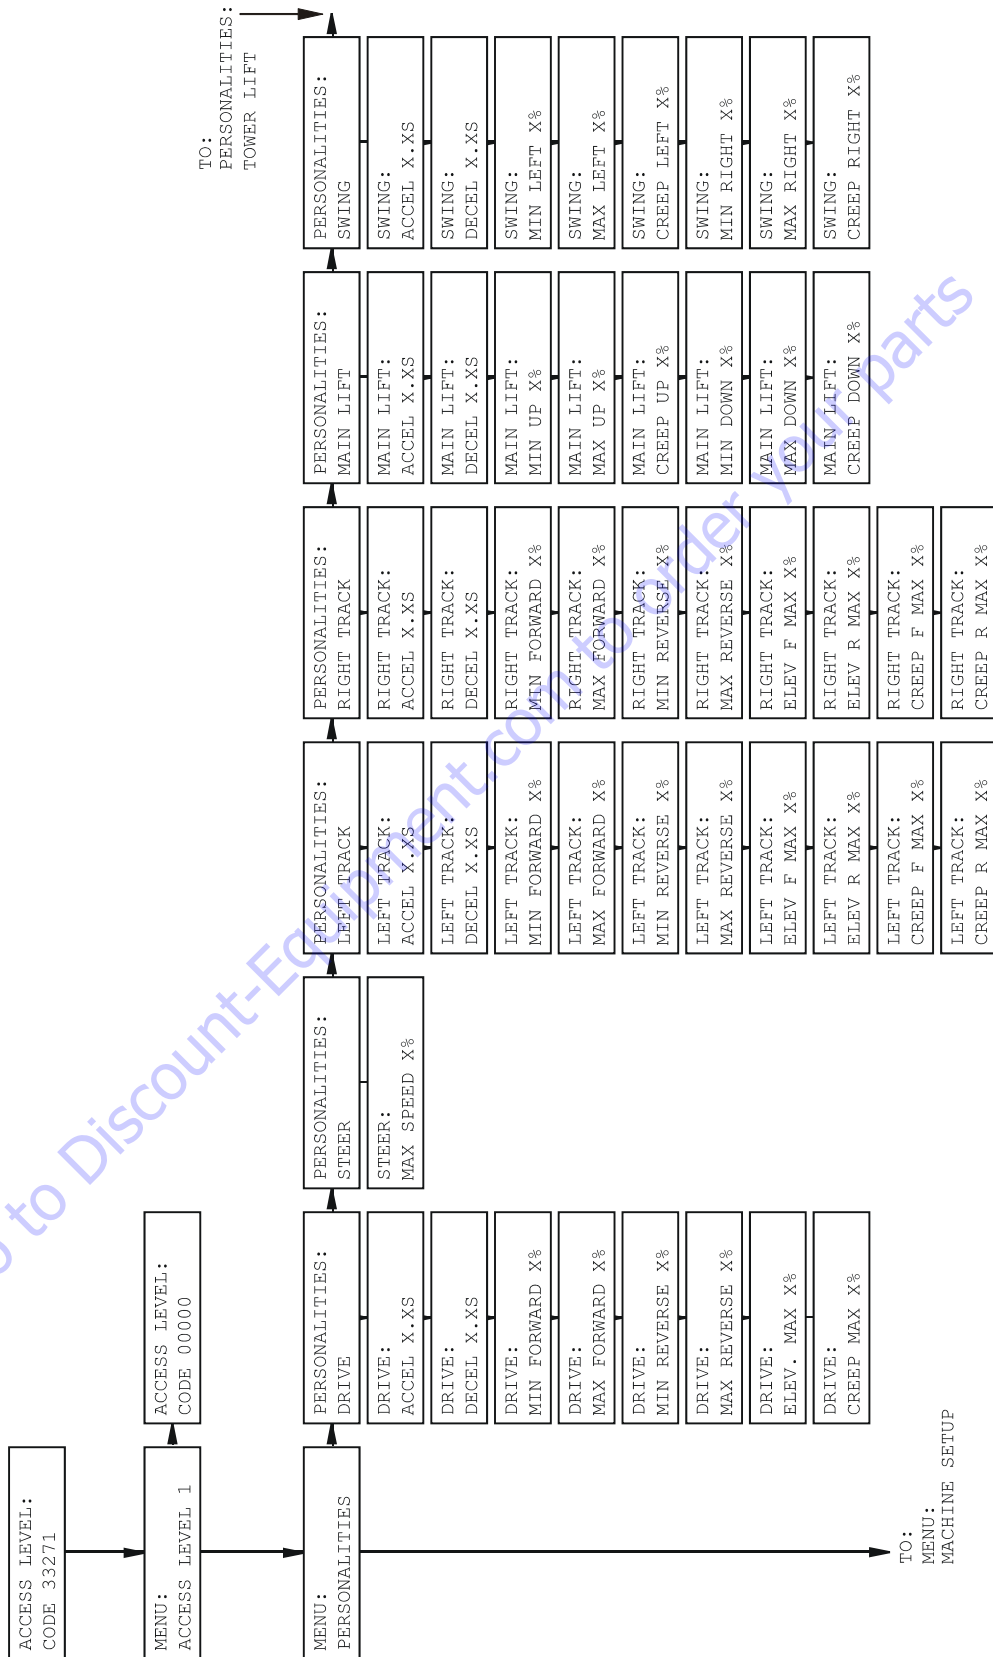 ACCESS LEVEL:
CODE 33271
MENU:
ACCESS LEVEL 1
ACCESS LEVEL:
CODE 00000
MENU:
PERSONALITIES
TO:
MENU:
MACHINE SETUP
PERSONALITIES:
DRIVE
DRIVE:
ACCEL X.XS
DRIVE:
DECEL X.XS
DRIVE:
MIN FORWARD X%
DRIVE:
MAX FORWARD X%
DRIVE:
MIN REVERSE X%
DRIVE:
MAX REVERSE X%
DRIVE:
ELEV. MAX X%
DRIVE:
CREEP MAX X%
PERSONALITIES:
STEER
STEER:
MAX SPEED X%
PERSONALITIES:
LEFT TRACK
LEFT TRACK:
ACCEL X.XS
LEFT TRACK:
DECEL X.XS
LEFT TRACK:
MIN FORWARD X%
LEFT TRACK:
MAX FORWARD X%
LEFT TRACK:
MIN REVERSE X%
LEFT TRACK:
MAX REVERSE X%
LEFT TRACK:
ELEV F MAX X%
LEFT TRACK:
ELEV R MAX X%
LEFT TRACK:
CREEP F MAX X%
LEFT TRACK:
CREEP R MAX X%
PERSONALITIES:
RIGHT TRACK
RIGHT TRACK:
ACCEL X.XS
RIGHT TRACK:
DECEL X.XS
RIGHT TRACK:
MIN FORWARD X%
RIGHT TRACK:
MAX FORWARD X%
RIGHT TRACK:
MIN REVERSE X%
RIGHT TRACK:
MAX REVERSE X%
RIGHT TRACK:
ELEV F MAX X%
RIGHT TRACK:
ELEV R MAX X%
RIGHT TRACK:
CREEP F MAX X%
RIGHT TRACK:
CREEP R MAX X%
PERSONALITIES:
MAIN LIFT
MAIN LIFT:
ACCEL X.XS
MAIN LIFT:
DECEL X.XS
MAIN LIFT:
MIN UP X%
MAIN LIFT:
MAX UP X%
MAIN LIFT:
CREEP UP X%
MAIN LIFT:
MIN DOWN X%
MAIN LIFT:
MAX DOWN X%
MAIN LIFT:
CREEP DOWN X%
PERSONALITIES:
SWING
SWING:
ACCEL X.XS
SWING:
DECEL X.XS
SWING:
MIN LEFT X%
SWING:
MAX LEFT X%
SWING:
CREEP LEFT X%
SWING:
MIN RIGHT X%
SWING:
MAX RIGHT X%
SWING:
CREEP RIGHT X%
TO:
PERSONALITIES:
TOWER LIFT
to Discount-Equipment.com to order your parts